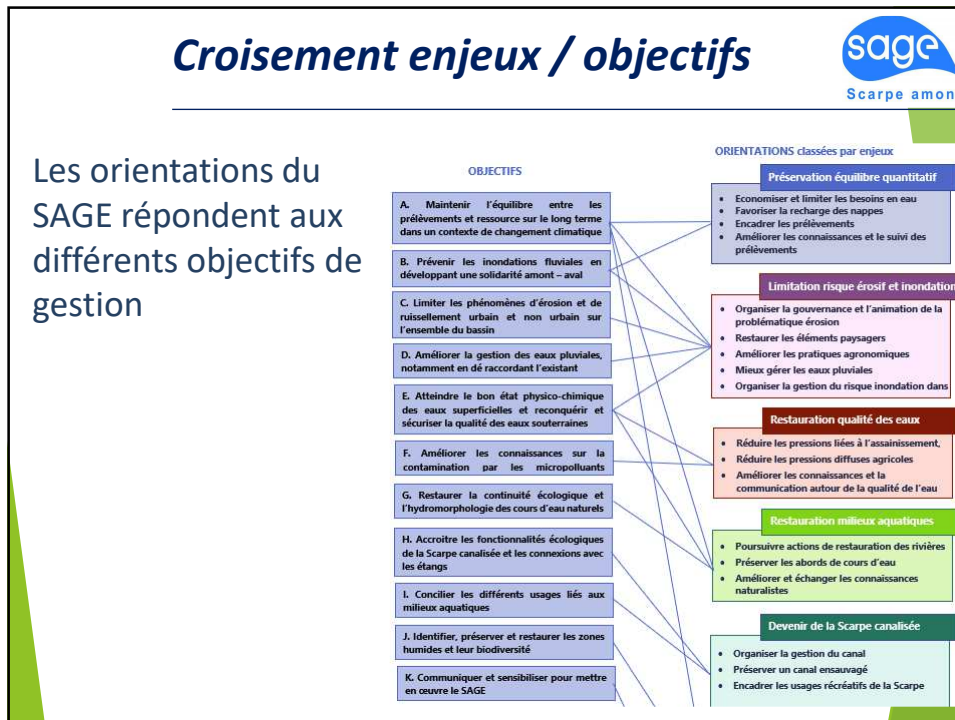 Croisement enjeux / objectifs
sage
Scarpe amon
Les orientations du
SAGE répondent aux
différents objectifs de
gestion
OBJECTIFS
A. Maintenir l'équilibre entre les
prélèvements et ressource sur le long terme
dans un contexte de changement climatique
B. Prévenir les inondations fluviales en
développant une solidarité amont – aval
C. Limiter les phénomènes d'érosion et de
ruissellement urbain et non urbain sur
l'ensemble du bassin
D. Améliorer la gestion des eaux pluviales,
notamment en dé raccordant l'existant
E. Atteindre le bon état physico-chimique
des eaux superficielles et reconquérir et
sécuriser la qualité des eaux souterraines
F. Améliorer les connaissances sur la
contamination par les micropolluants
G. Restaurer la continuité écologique et
l'hydromorphologie des cours d'eau naturels
H. Accroitre les fonctionnalités écologiques
de la Scarpe canalisée et les connexions avec
les étangs
I. Concilier les différents usages liés aux
milieux aquatiques
J. Identifier, préserver et restaurer les zones
humides et leur biodiversité
K. Communiquer et sensibiliser pour mettre
en œuvre le SAGE
ORIENTATIONS classées par enjeux
Préservation équilibre quantitatif
• Economiser et limiter les besoins en eau
• Favoriser la recharge des nappes
• Encadrer les prélèvements
• Améliorer les connaissances et le suivi des
prélèvements
Limitation risque érosif et inondation
• Organiser la gouvernance et l'animation de la
problématique érosion
• Restaurer les éléments paysagers
• Améliorer les pratiques agronomiques
• Mieux gérer les eaux pluviales
• Organiser la gestion du risque inondation dans
Restauration qualité des eaux
• Réduire les pressions liées à l'assainissement,
• Réduire les pressions diffuses agricoles
• Améliorer les connaissances et la
communication autour de la qualité de l'eau
Restauration milieux aquatiques
• Poursuivre actions de restauration des rivières
• Préserver les abords de cours d'eau
• Améliorer et échanger les connaissances
naturalistes
Devenir de la Scarpe canalisée
• Organiser la gestion du canal
• Préserver un canal ensauvagé
• Encadrer les usages récréatifs de la Scarpe